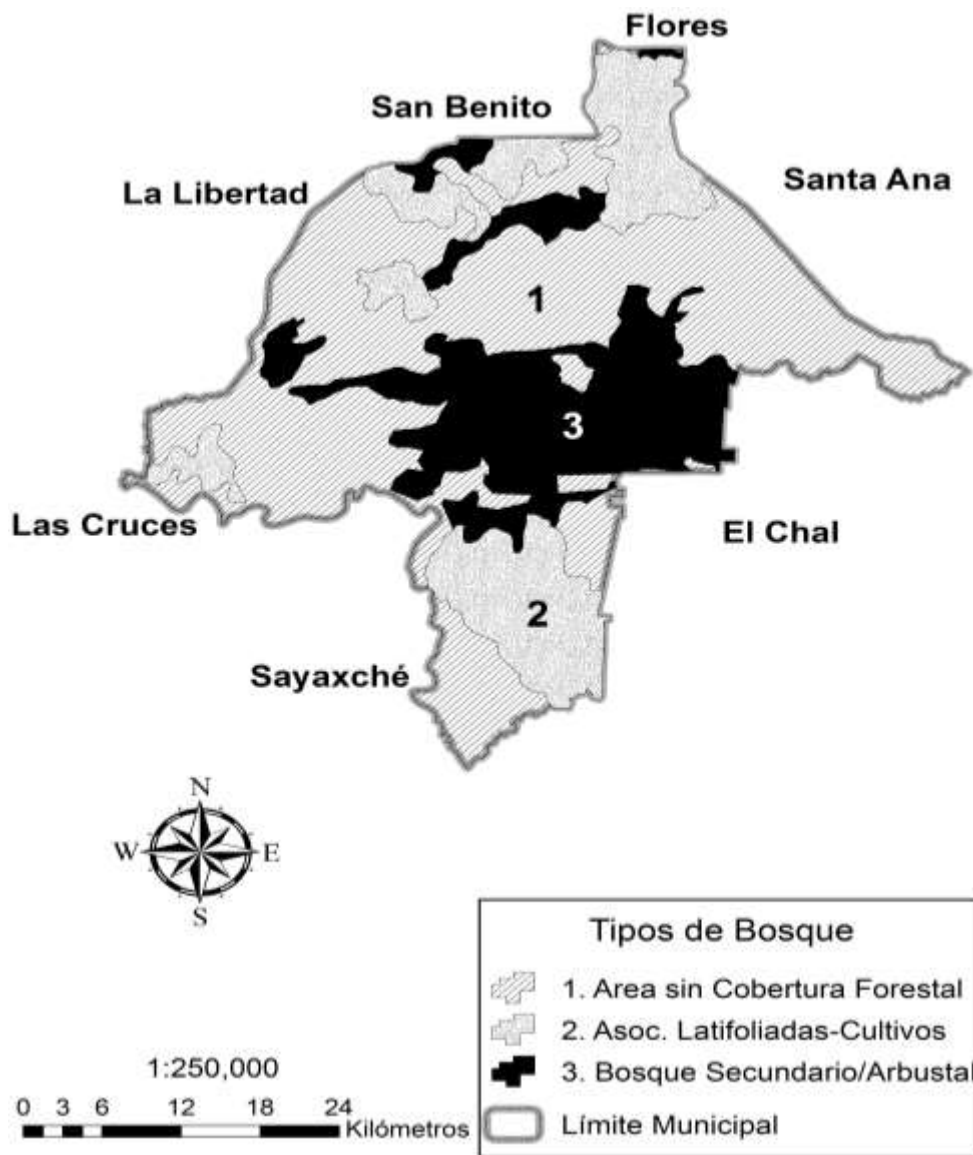 Flores
San Benito
La Libertad
Santa Ana
1
3
Las Cruces
El Chal
2
Sayaxché
N
W E
S
Tipos de Bosque
1. Area sin Cobertura Forestal
2. Asoc. Latifoliadas-Cultivos
3. Bosque Secundario/Arbustal
Límite Municipal
1:250,000
0 3 6 12 18 24
Kilómetros